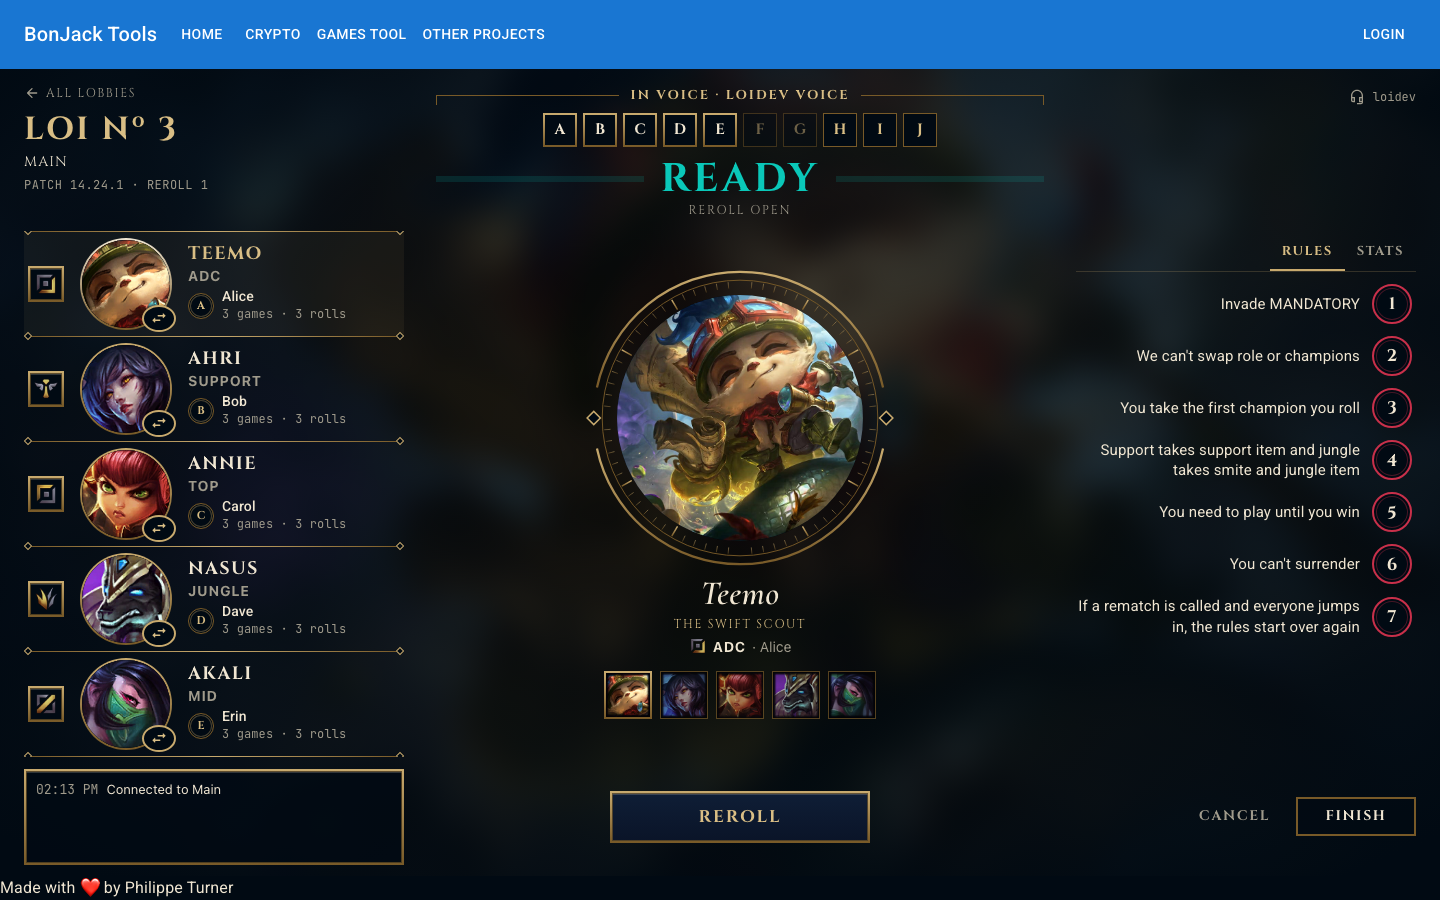 BonJack Tools HOME CRYPTO GAMES TOOL OTHER PROJECTS LOGIN
ALL LOBBIES
LOI Nº 3
MAIN
PATCH 14.24.1 · REROLL 1
IN VOICE · LOIDEV VOICE
A B C D E F G H I J
READY
REROLL OPEN
loidev
TEEMO
ADC
A Alice
3 games · 3 rolls
AHRI
SUPPORT
B Bob
3 games · 3 rolls
ANNIE
TOP
C Carol
3 games · 3 rolls
NASUS
JUNGLE
D Dave
3 games · 3 rolls
AKALI
MID
E Erin
3 games · 3 rolls
02:13 PM Connected to Main
Teemo
THE SWIFT SCOUT
ADC · Alice
REROLL
RULES STATS
Invade MANDATORY 1
We can't swap role or champions 2
You take the first champion you roll 3
Support takes support item and jungle
takes smite and jungle item 4
You need to play until you win 5
You can't surrender 6
If a rematch is called and everyone jumps
in, the rules start over again 7
CANCEL FINISH
Made with ❤️ by Philippe Turner